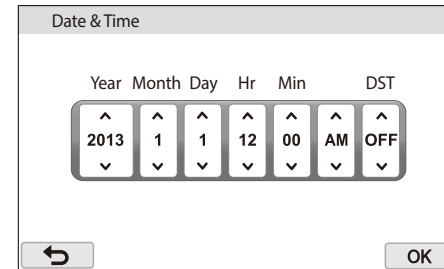 Date & Time
Year Month Day Hr Min DST
2013 1 1 12 00 AM OFF
OK